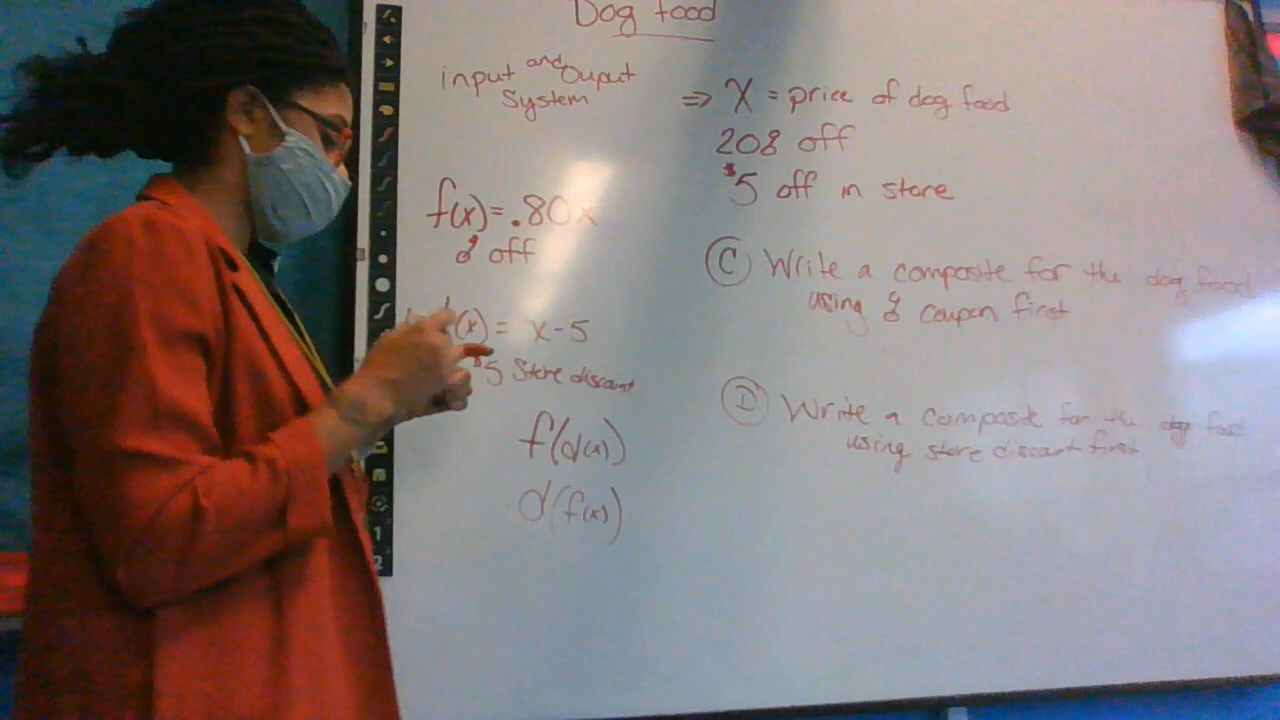 Dog food
input and Ouput
System
f(x) = .80x
% off
d(x) = x - 5
$5 Store discount
f(d(x))
d(f(x))
⇒ X = price of dog food
20% off
$5 off in store
C Write a composite for the dog food
using % coupon first
D Write a composite for the dog food
using store discount first
1
2